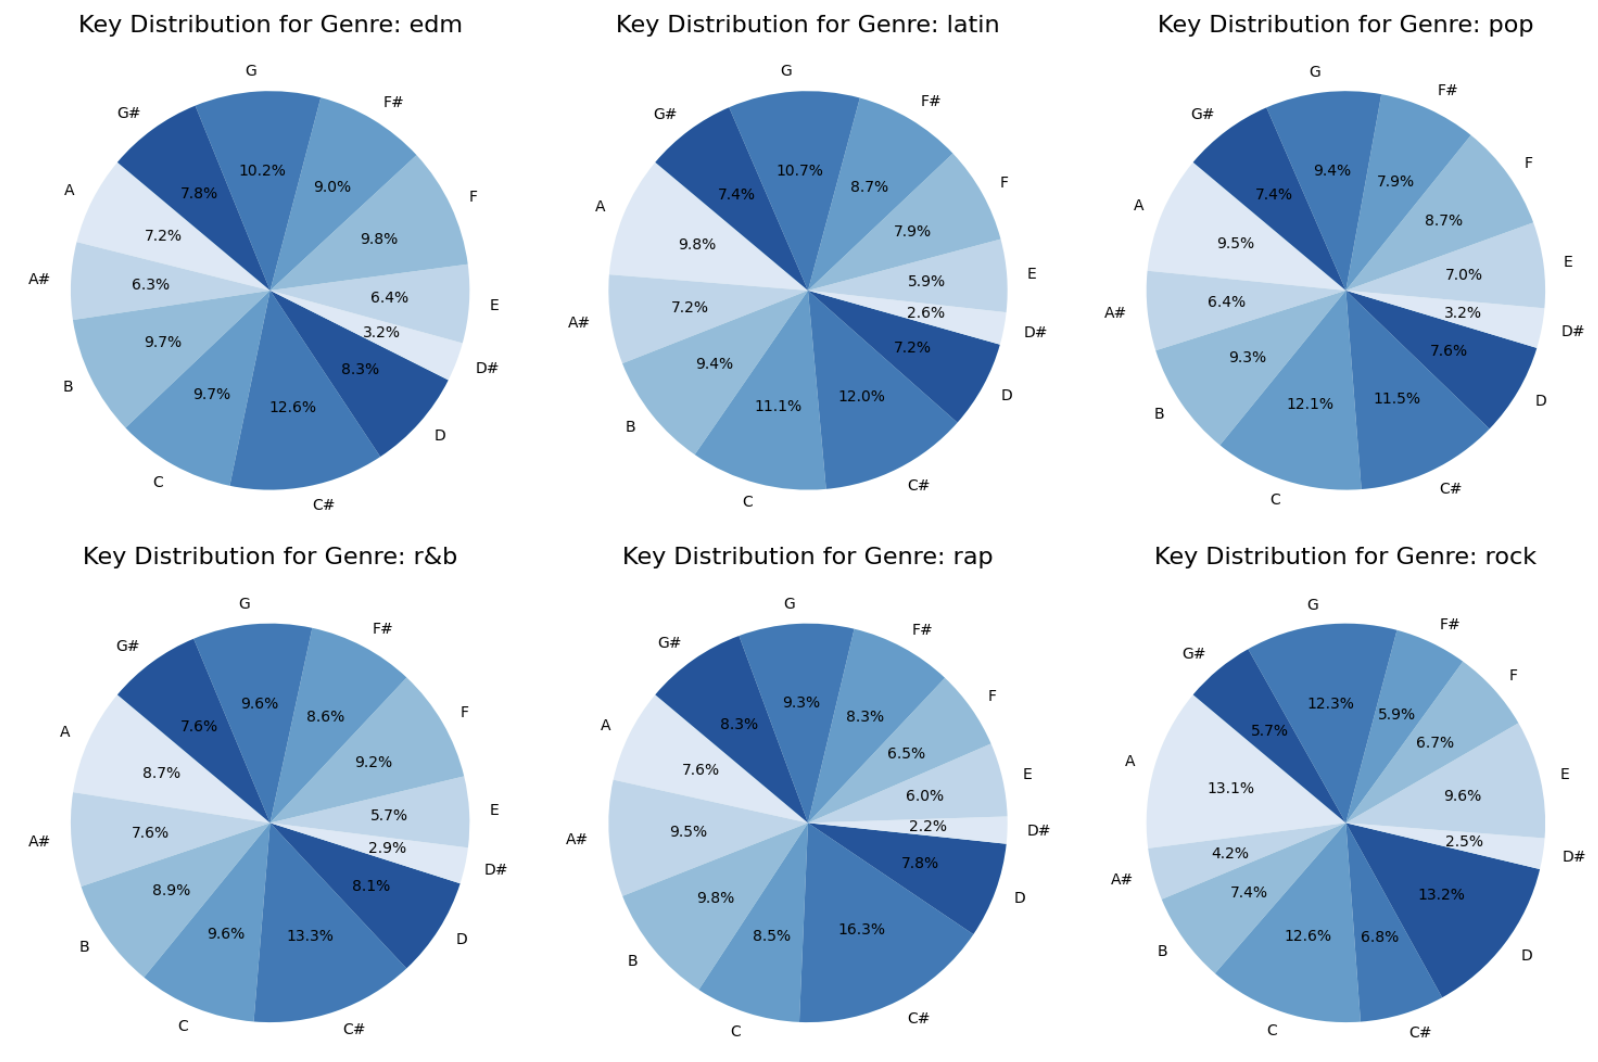 Key Distribution for Genre: edm
G
F#
G#
10.2%
9.0%
7.8%
A
F
7.2%
9.8%
A#
6.3%
6.4%
E
3.2%
9.7%
8.3%
D#
B
9.7%
12.6%
D
C
C#
Key Distribution for Genre: latin
G
F#
G#
10.7%
8.7%
7.4%
F
A
7.9%
9.8%
E
5.9%
7.2%
2.6%
A#
D#
7.2%
9.4%
D
11.1%
12.0%
B
C#
C
Key Distribution for Genre: pop
G
F#
G#
9.4%
7.9%
F
7.4%
A
8.7%
9.5%
E
7.0%
6.4%
3.2%
A#
D#
7.6%
9.3%
D
12.1%
11.5%
B
C#
C
Key Distribution for Genre: r&b
G
F#
G#
9.6%
8.6%
F
7.6%
A
9.2%
8.7%
E
5.7%
7.6%
A#
2.9%
D#
8.1%
8.9%
9.6%
13.3%
D
B
C
C#
Key Distribution for Genre: rap
G
F#
G#
F
9.3%
8.3%
8.3%
A
6.5%
7.6%
E
6.0%
9.5%
2.2%
D#
A#
7.8%
9.8%
D
8.5%
16.3%
B
C#
C
Key Distribution for Genre: rock
G
F#
G#
F
12.3%
5.9%
5.7%
6.7%
A
E
13.1%
9.6%
2.5%
4.2%
D#
A#
7.4%
13.2%
12.6%
6.8%
B
D
C
C#